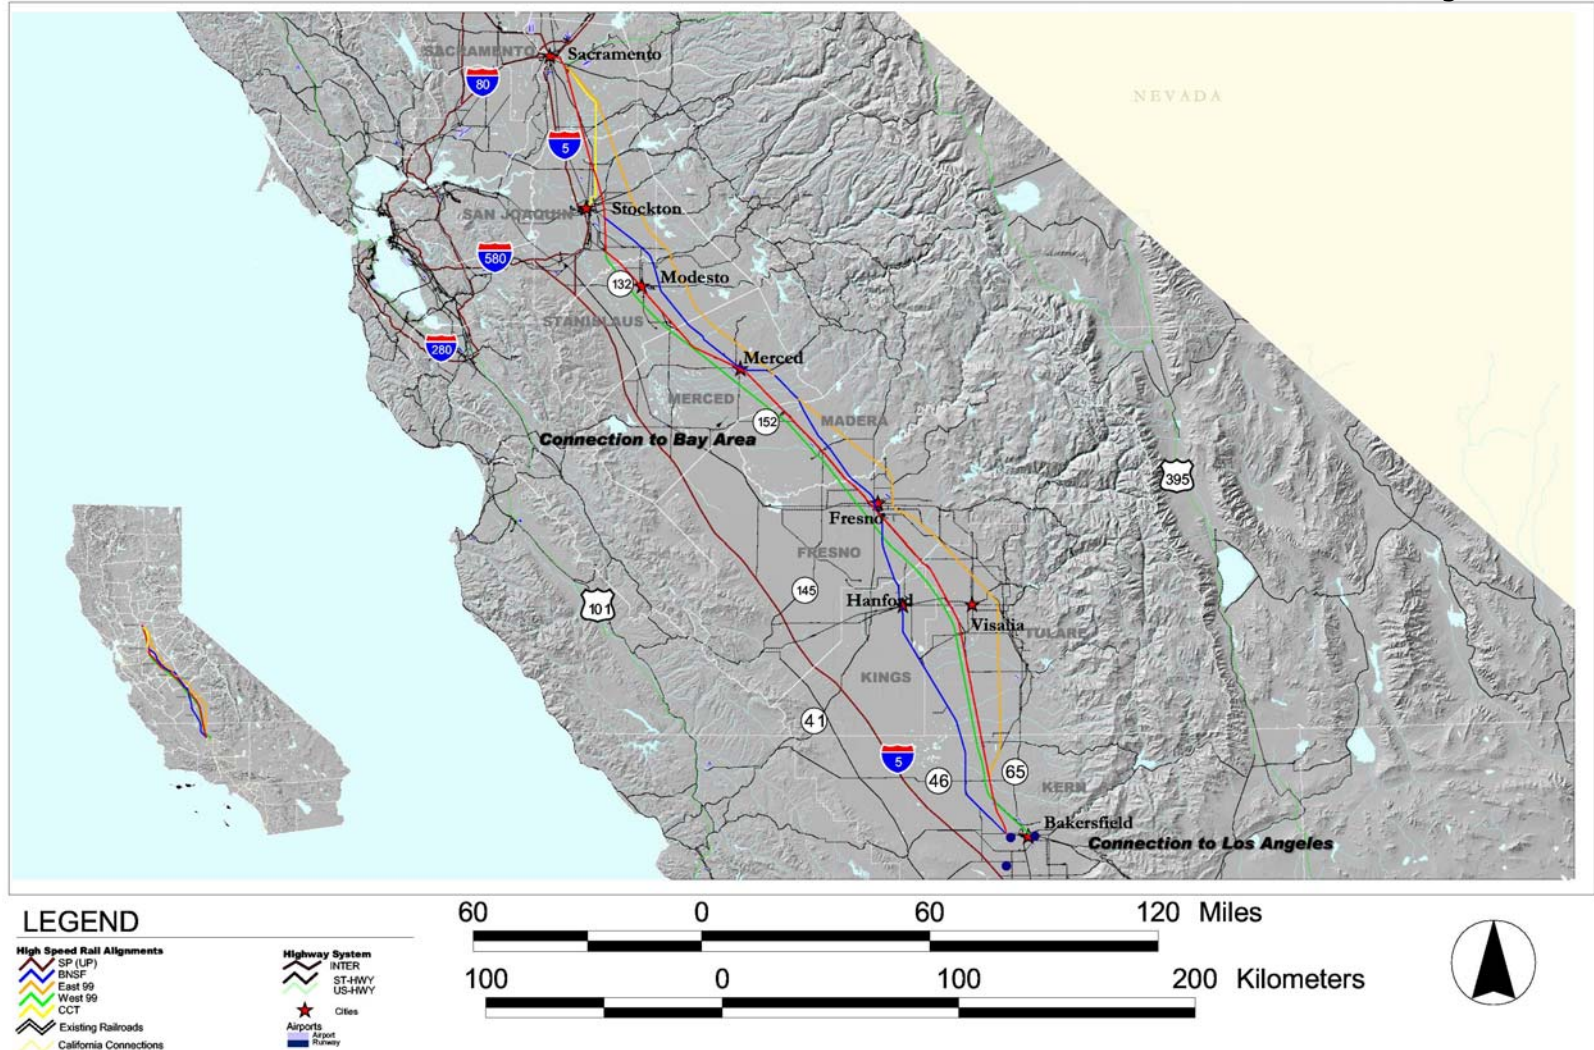 SACRAMENTO
Sacramento
80
NEVADA
5
SAN JOAQUIN
Stockton
580
132
Modesto
STANISLAUS
280
Merced
MERCED
152
MADERA
Connection to Bay Area
395
Fresno
FRESNO
145
Hanford
101
Visalia
TULARE
KINGS
41
5
46
65
KERN
Bakersfield
Connection to Los Angeles
LEGEND
High Speed Rail Alignments
SP (UP)
BNSF
East 99
West 99
CCT
Existing Railroads
California Connections
Highway System
INTER
ST-HWY
US-HWY
Cities
Airports
Airport
Runway
60 0 60 120 Miles
100 0 100 200 Kilometers